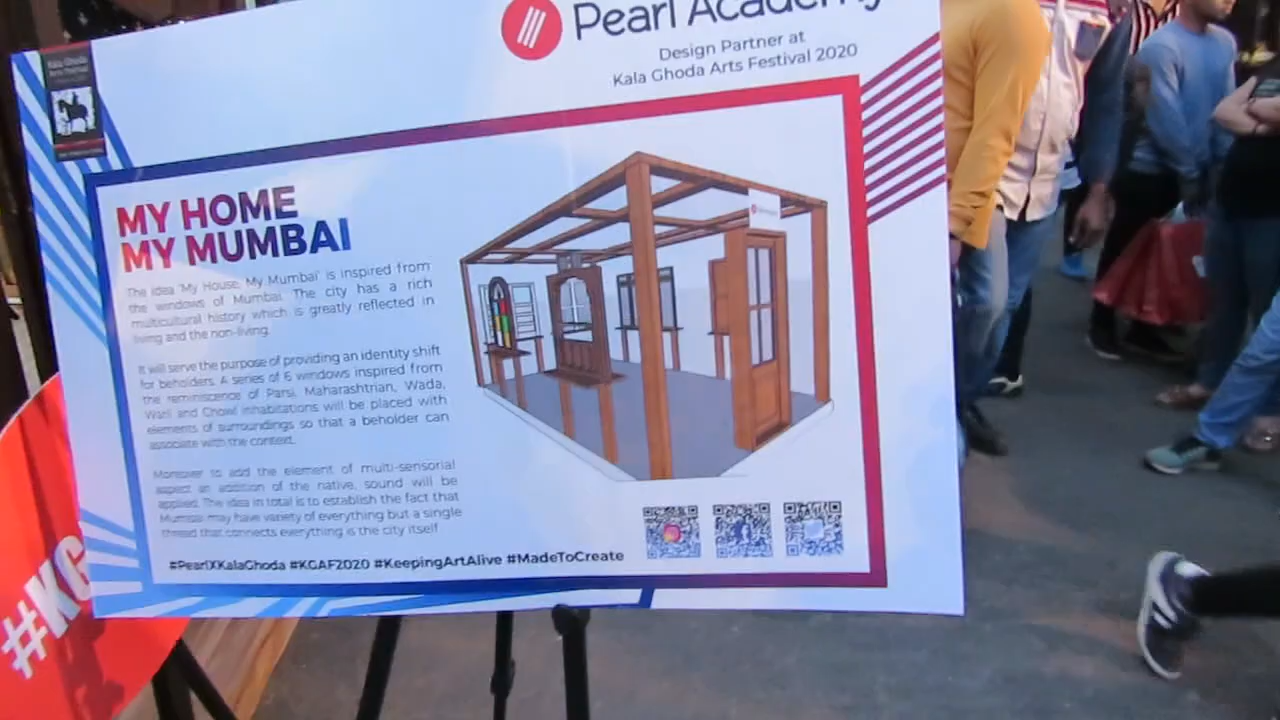 Pearl Academy
Design Partner at
Kala Ghoda Arts Festival 2020
Kala Ghoda
Arts Festival
MY HOME
MY MUMBAI
The idea 'My House, My Mumbai' is inspired from
the windows of Mumbai. The city has a rich
multicultural history which is greatly reflected in
living and the non-living.
It will serve the purpose of providing an identity shift
for beholders. A series of 6 windows inspired from
the reminiscence of Parsi, Maharashtrian, Wada,
and Chowl inhabitations will be placed with
elements of surroundings so that a beholder can
associate with the context.
Moreover to add the element of multi-sensorial
aspect an addition of the native, sound will be
applied. The idea in total is to establish the fact that
Mumbai may have variety of everything but a single
thread that connects everything is the city itself
#PearlXKalaGhoda #KGAF2020 #KeepingArtAlive #MadeToCreate
#KG